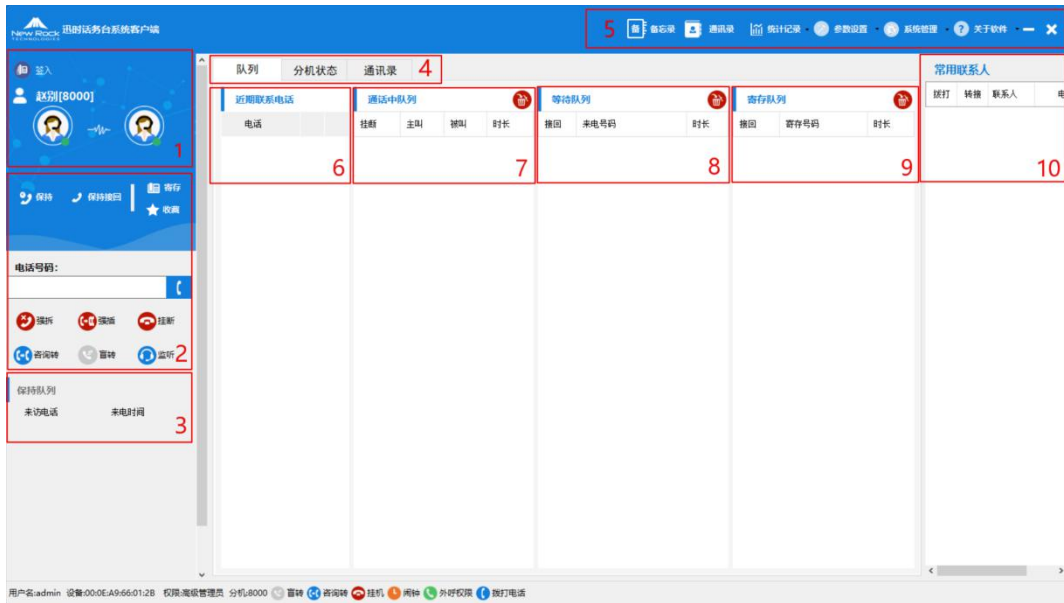 New Rock TECHNOLOGIES 迅时话务台系统客户端
5 备 备忘录 通讯录 统计记录 参数设置 系统管理 ? 关于软件
签入
赵别[8000]
1
保持 保持接回 寄存
收藏
电话号码:
强拆 强插 挂断
咨询转 盲转 监听
2
保持队列
来访电话 来电时间
3
队列 分机状态 通讯录 4
近期联系电话
电话
6
通话中队列
挂断 主叫 被叫 时长
7
等待队列
接回 来电号码 时长
8
寄存队列
接回 寄存号码 时长
9
常用联系人
拨打 转接 联系人
10
用户名:admin 设备:00:0E:A9:66:01:2B 权限:高级管理员 分机:8000 盲转 咨询转 挂机 闹钟 外呼权限 拨打电话